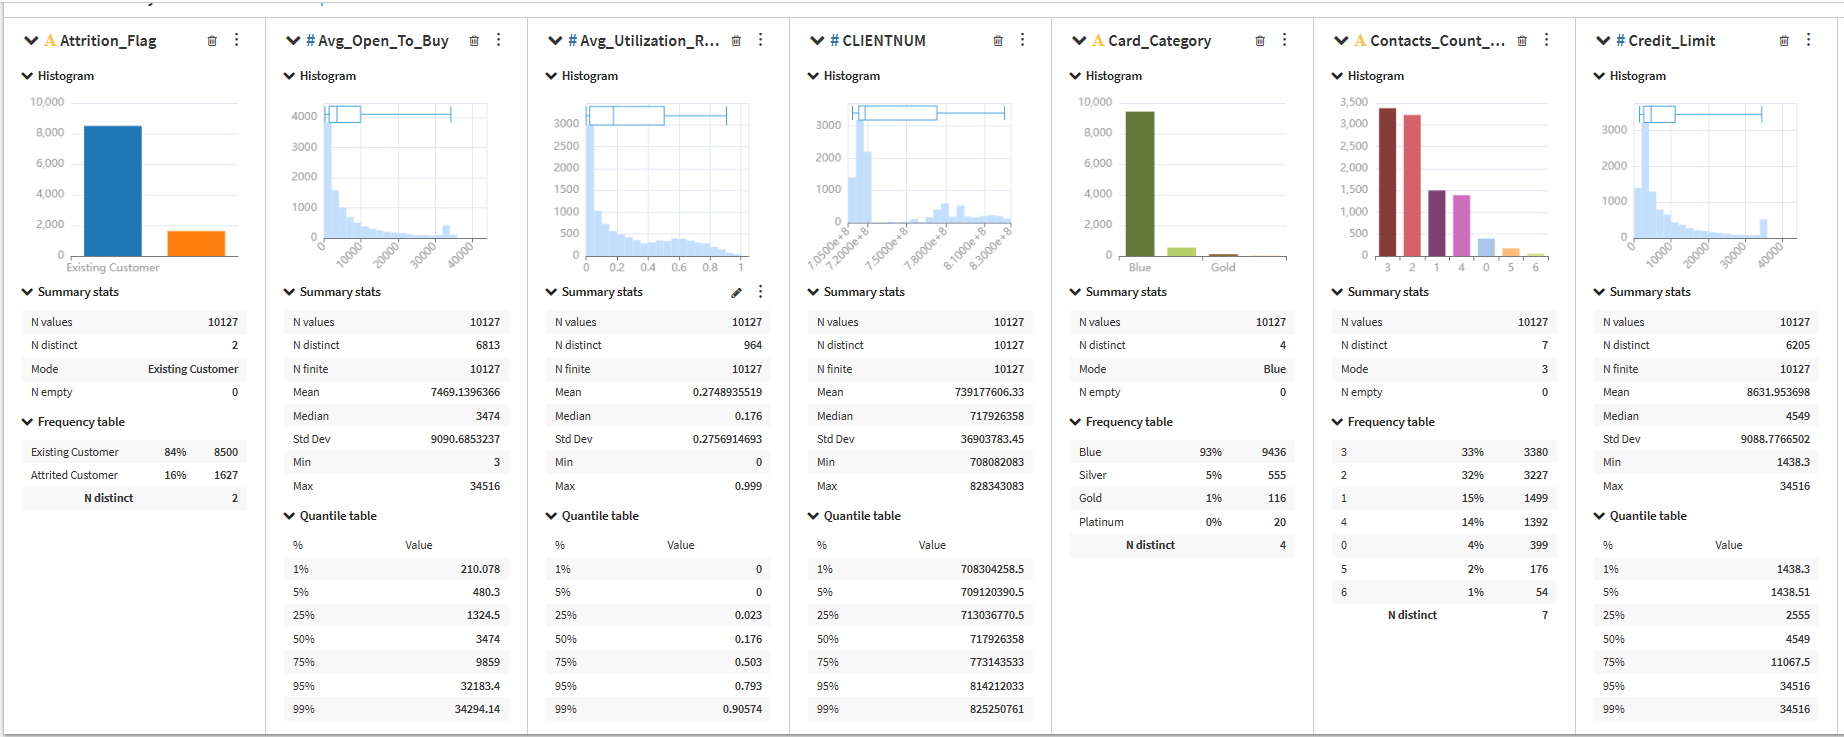 Attrition_Flag
Histogram
10,000
8,000
6,000
4,000
2,000
0
Existing Customer
Summary stats
N values 10127
N distinct 2
Mode Existing Customer
N empty 0
Frequency table
Existing Customer 84% 8500
Attrited Customer 16% 1627
N distinct 2
# Avg_Open_To_Buy
Histogram
4000
3000
2000
1000
0
0 10000 20000 30000 40000
Summary stats
N values 10127
N distinct 6813
N finite 10127
Mean 7469.1396366
Median 3474
Std Dev 9090.6853237
Min 3
Max 34516
Quantile table
% Value
1% 210.078
5% 480.3
25% 1324.5
50% 3474
75% 9859
95% 32183.4
99% 34294.14
# Avg_Utilization_R...
Histogram
3000
2500
2000
1500
1000
500
0
0 0.2 0.4 0.6 0.8 1
Summary stats
N values 10127
N distinct 964
N finite 10127
Mean 0.2748935519
Median 0.176
Std Dev 0.2756914693
Min 0
Max 0.999
Quantile table
% Value
1% 0
5% 0
25% 0.023
50% 0.176
75% 0.503
95% 0.793
99% 0.90574
# CLIENTNUM
Histogram
3000
2000
1000
0
7.0500e+8 7.2000e+8 7.5000e+8 7.8000e+8 8.1000e+8 8.3000e+8
Summary stats
N values 10127
N distinct 10127
N finite 10127
Mean 739177606.33
Median 717926358
Std Dev 36903783.45
Min 708082083
Max 828343083
Quantile table
% Value
1% 708304258.5
5% 709120390.5
25% 713036770.5
50% 717926358
75% 773143533
95% 814212033
99% 825250761
A Card_Category
Histogram
10,000
8,000
6,000
4,000
2,000
0
Blue Gold
Summary stats
N values 10127
N distinct 4
Mode Blue
N empty 0
Frequency table
Blue 93% 9436
Silver 5% 555
Gold 1% 116
Platinum 0% 20
N distinct 4
A Contacts_Count_...
Histogram
3,500
3,000
2,500
2,000
1,500
1,000
500
0
3 2 1 4 0 5 6
Summary stats
N values 10127
N distinct 7
Mode 3
N empty 0
Frequency table
3 33% 3380
2 32% 3227
1 15% 1499
4 14% 1392
0 4% 399
5 2% 176
6 1% 54
N distinct 7
# Credit_Limit
Histogram
3000
2000
1000
0
0 10000 20000 30000 40000
Summary stats
N values 10127
N distinct 6205
N finite 10127
Mean 8631.953698
Median 4549
Std Dev 9088.7766502
Min 1438.3
Max 34516
Quantile table
% Value
1% 1438.3
5% 1438.51
25% 2555
50% 4549
75% 11067.5
95% 34516
99% 34516